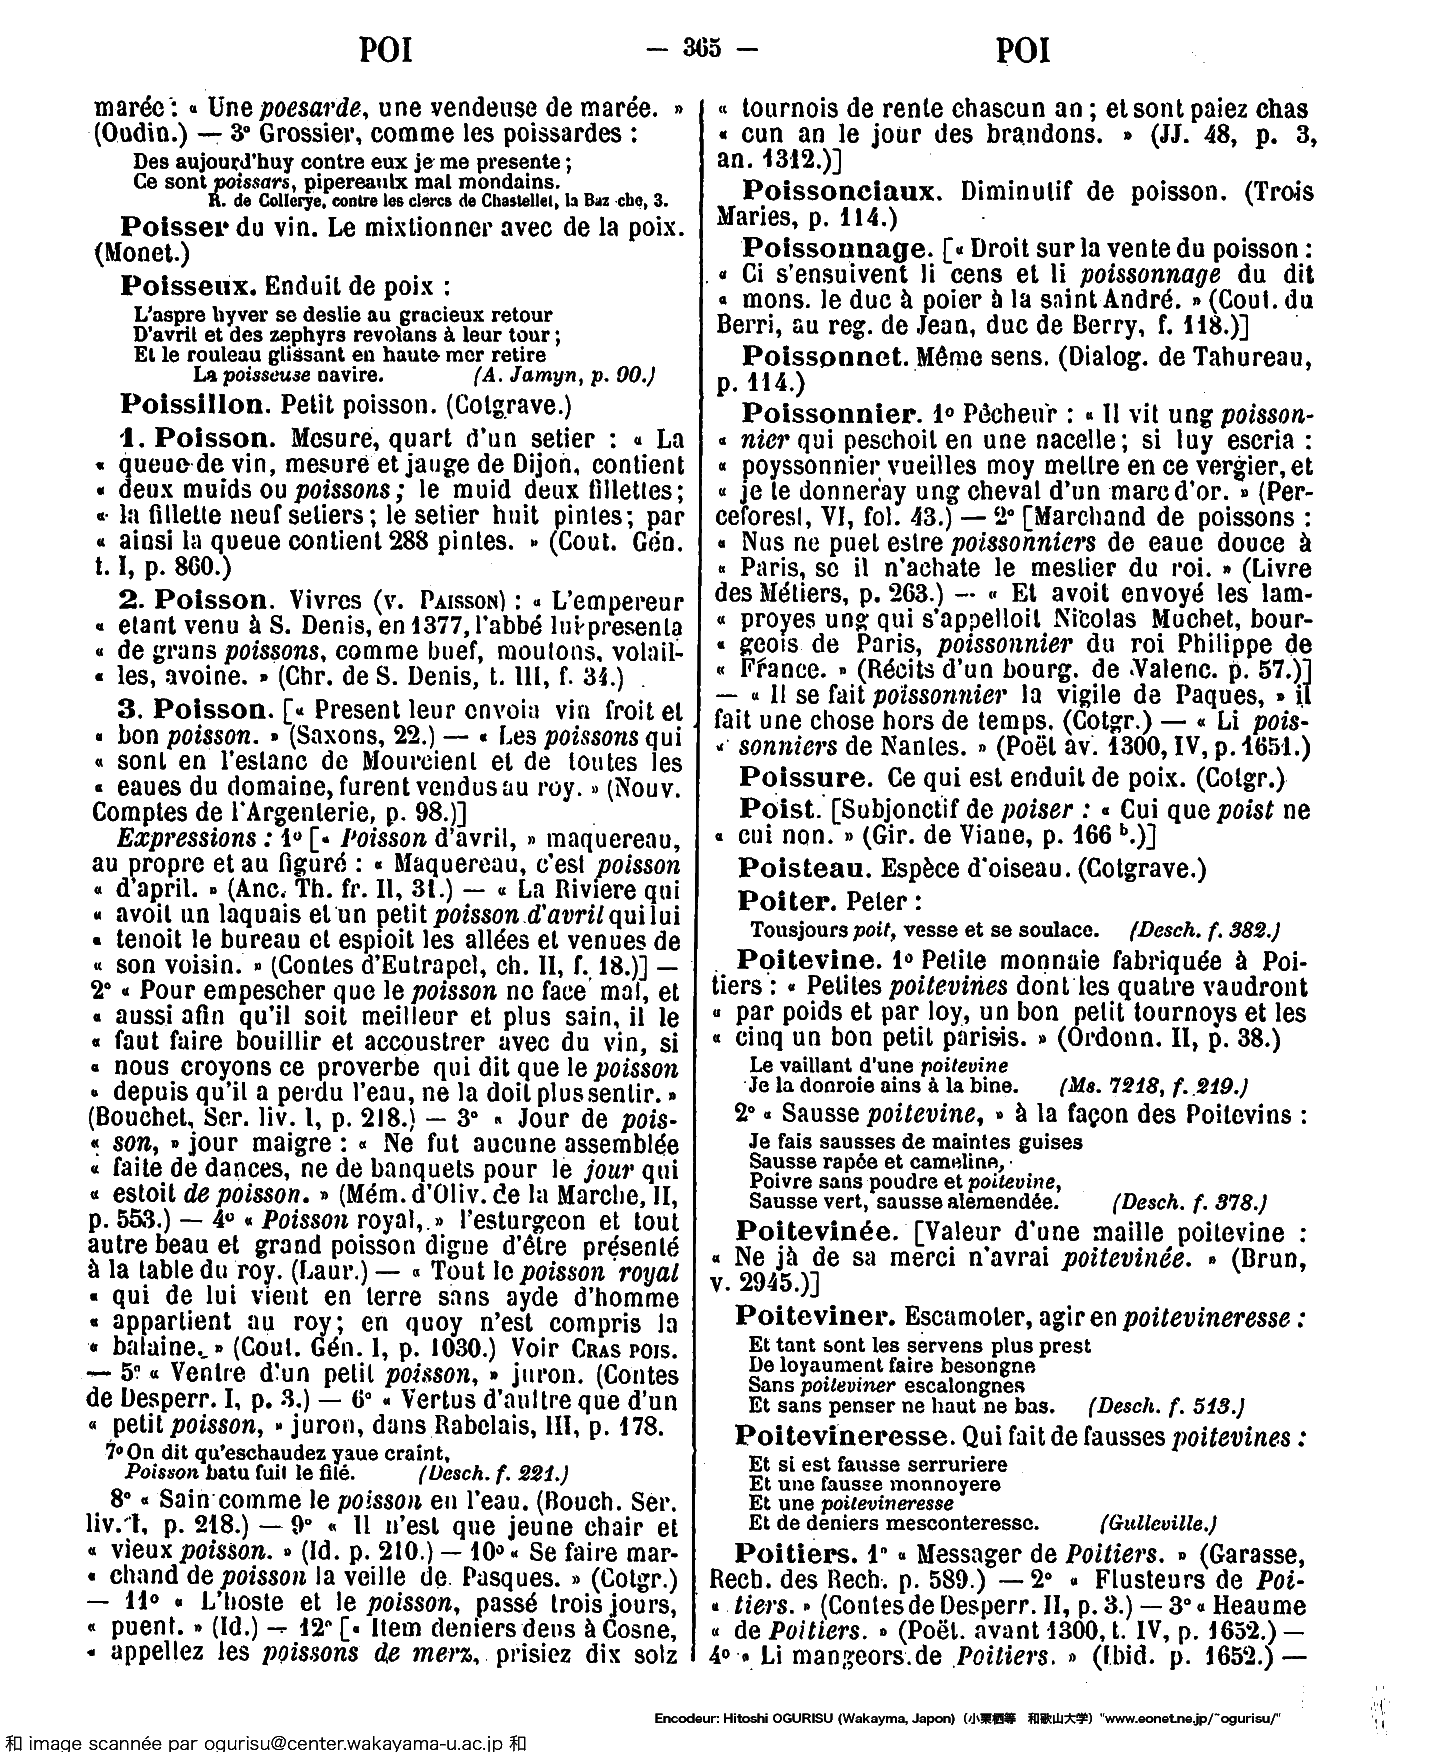 POI
— 365 —
POI
marée : « Une poesarde, une vendeuse de marée. »
(Oudin.) — 3° Grossier, comme les poissardes :
Des aujourd'huy contre eux je me presente ;
Ce sont poissars, pipereaulx mal mondains.
R. de Collerye, contre les clercs de Chastellet, la Baz che, 3.
Poisser du vin. Le mixtionner avec de la poix.
(Monet.)
Poisseux. Enduit de poix :
L'aspre hyver se deslie au gracieux retour
D'avril et des zephyrs revolans à leur tour ;
Et le rouleau glissant en haute mer retire
La poisseuse navire. (A. Jamyn, p. 90.)
Poissillon. Petit poisson. (Cotgrave.)
1. Poisson. Mesure, quart d'un setier : « La
« queue de vin, mesure et jauge de Dijon, contient
« deux muids ou poissons ; le muid deux fillettes ;
« la fillette neuf setiers ; le setier huit pintes ; par
« ainsi la queue contient 288 pintes. » (Cout. Gén.
t. I, p. 860.)
2. Poisson. Vivres (v. PAISSON) : « L'empereur
« etant venu à S. Denis, en 1377, l'abbé lui presenta
« de grans poissons, comme buef, moutons, volail-
« les, avoine. » (Chr. de S. Denis, t. III, f. 34.)
3. Poisson. [« Present leur envoia vin froit et
« bon poisson. » (Saxons, 22.) — « Les poissons qui
« sont en l'estanc de Mourcient et de toutes les
« eaues du domaine, furent vendus au roy. » (Nouv.
Comptes de l'Argenterie, p. 98.)]
Expressions : 1° [« Poisson d'avril, » maquereau,
au propre et au figuré : « Maquereau, c'est poisson
« d'april. » (Anc. Th. fr. II, 31.) — « La Riviere qui
« avoit un laquais et un petit poisson d'avril qui lui
« tenoit le bureau et espioit les allées et venues de
« son voisin. » (Contes d'Eutrapel, ch. II, f. 18.)] —
2° « Pour empescher que le poisson ne face mal, et
« aussi afin qu'il soit meilleur et plus sain, il le
« faut faire bouillir et accoustrer avec du vin, si
« nous croyons ce proverbe qui dit que le poisson
« depuis qu'il a perdu l'eau, ne la doit plus sentir. »
(Bouchet, Ser. liv. I, p. 218.) — 3° « Jour de pois-
« son, » jour maigre : « Ne fut aucune assemblée
« faite de dances, ne de banquets pour le jour qui
« estoit de poisson. » (Mém. d'Oliv. de la Marche, II,
p. 553.) — 4° « Poisson royal, » l'esturgeon et tout
autre beau et grand poisson digne d'être présenté
à la table du roy. (Laur.) — « Tout le poisson royal
« qui de lui vient en terre sans ayde d'homme
« appartient au roy ; en quoy n'est compris la
« balaine. » (Cout. Gén. I, p. 1030.) Voir CRAS POIS.
— 5° « Ventre d'un petit poisson, » juron. (Contes
de Desperr. I, p. 3.) — 6° « Vertus d'aultre que d'un
« petit poisson, » juron, dans Rabelais, III, p. 178.
7° On dit qu'eschaudez yaue craint,
Poisson batu fuit le filé. (Desch. f. 221.)
8° « Sain comme le poisson en l'eau. (Bouch. Ser.
liv. 1, p. 218.) — 9° « Il n'est que jeune chair et
« vieux poisson. » (Id. p. 210.) — 10° « Se faire mar-
« chand de poisson la veille de Pasques. » (Cotgr.)
— 11° « L'hoste et le poisson, passé trois jours,
« puent. » (Id.) — 12° [« Item deniers dens à Cosne,
« appellez les poissons de merz, prisiez dix solz
« tournois de rente chascun an ; et sont paiez chas
« cun an le jour des brandons. » (JJ. 48, p. 3,
an. 1312.)]
Poissonciaux. Diminutif de poisson. (Trois
Maries, p. 114.)
Poissonnage. [« Droit sur la vente du poisson :
« Ci s'ensuivent li cens et li poissonnage du dit
« mons. le duc à poier à la saint André. » (Cout. du
Berri, au reg. de Jean, duc de Berry, f. 118.)]
Poissonnet. Même sens. (Dialog. de Tahureau,
p. 114.)
Poissonnier. 1° Pêcheur : « Il vit ung poisson-
« nier qui peschoit en une nacelle ; si luy escria :
« poyssonnier vueilles moy mettre en ce vergier, et
« je te donneray ung cheval d'un marc d'or. » (Per-
ceforest, VI, fol. 43.) — 2° [Marchand de poissons :
« Nus ne puet estre poissonniers de eauc douce à
« Paris, se il n'achate le mestier du roi. » (Livre
des Métiers, p. 263.) — « Et avoit envoyé les lam-
« proyes ung qui s'appelloit Nicolas Muchet, bour-
« geois de Paris, poissonnier du roi Philippe de
« France. » (Récits d'un bourg. de Valenc. p. 57.)]
— « Il se fait poissonnier la vigile de Paques, » il
fait une chose hors de temps. (Cotgr.) — « Li pois-
« sonniers de Nantes. » (Poët av. 1300, IV, p. 1651.)
Poissure. Ce qui est enduit de poix. (Cotgr.)
Poist. [Subjonctif de poiser : « Cui que poist ne
« cui non. » (Gir. de Viane, p. 166 b.)]
Poisteau. Espèce d'oiseau. (Cotgrave.)
Poiter. Peter :
Tousjours poit, vesse et se soulace. (Desch. f. 382.)
Poitevine. 1° Petite monnaie fabriquée à Poi-
tiers : « Petites poitevines dont les quatre vaudront
« par poids et par loy, un bon petit tournoys et les
« cinq un bon petit parisis. » (Ordonn. II, p. 38.)
Le vaillant d'une poitevine
Je la donroie ains à la bine. (Ms. 7218, f. 219.)
2° « Sausse poitevine, » à la façon des Poitevins :
Je fais sausses de maintes guises
Sausse rapée et cameline,
Poivre sans poudre et poitevine,
Sausse vert, sausse alemendée. (Desch. f. 378.)
Poitevinée. [Valeur d'une maille poitevine :
« Ne jà de sa merci n'avrai poitevinée. » (Brun,
v. 2945.)]
Poiteviner. Escamoter, agir en poitevineresse :
Et tant sont les servens plus prest
De loyaument faire besongne
Sans poiteviner escalongnes
Et sans penser ne haut ne bas. (Desch. f. 513.)
Poitevineresse. Qui fait de fausses poitevines :
Et si est fausse serruriere
Et une fausse monnoyere
Et une poitevineresse
Et de deniers mesconteresse. (Gulleville.)
Poitiers. 1° « Messager de Poitiers. » (Garasse,
Rech. des Rech. p. 589.) — 2° « Flusteurs de Poi-
« tiers. » (Contes de Desperr. II, p. 3.) — 3° « Heaume
« de Poitiers. » (Poët. avant 1300, t. IV, p. 1652.) —
4° « Li mangeors de Poitiers. » (Ibid. p. 1652.) —
Encodeur: Hitoshi OGURISU (Wakayma, Japon) (小栗栖等 和歌山大学) "www.eonet.ne.jp/~ogurisu/"
和 image scannée par ogurisu@center.wakayama-u.ac.jp 和